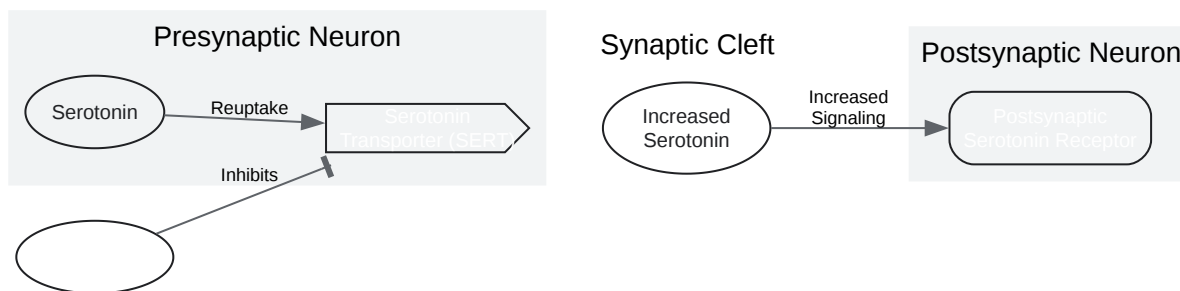 Presynaptic Neuron
Serotonin
Reuptake
Serotonin
Transporter (SERT)
Inhibits
Synaptic Cleft
Increased
Serotonin
Increased
Signaling
Postsynaptic Neuron
Postsynaptic
Serotonin Receptor